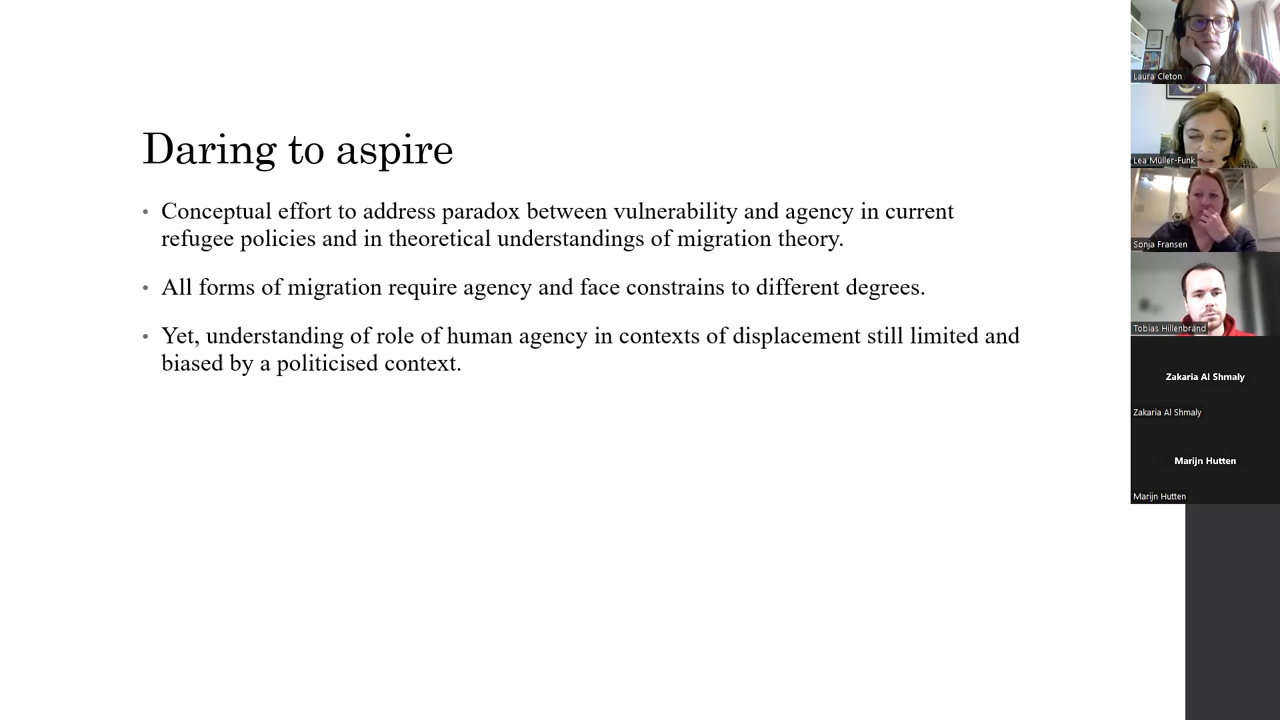 Daring to aspire
• Conceptual effort to address paradox between vulnerability and agency in current
refugee policies and in theoretical understandings of migration theory.
• All forms of migration require agency and face constrains to different degrees.
• Yet, understanding of role of human agency in contexts of displacement still limited and
biased by a politicised context.
Laura Cleton
Lea Müller-Funk
Sonja Fransen
Tobias Hillenbrand
Zakaria Al Shmaly
Zakaria Al Shmaly
Marijn Hutten
Marijn Hutten